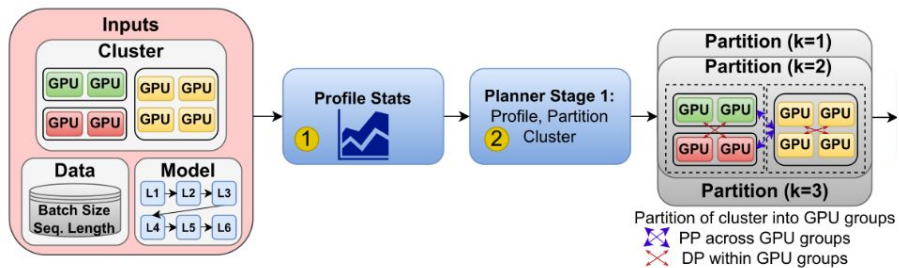 Inputs
Cluster
GPU GPU
GPU GPU
GPU GPU
GPU GPU
Data
Batch Size
Seq. Length
Model
L1 L2 L3
L4 L5 L6
Profile Stats
1
Planner Stage 1:
Profile, Partition
Cluster
2
Partition (k=1)
Partition (k=2)
GPU GPU
GPU GPU
GPU GPU
GPU GPU
Partition (k=3)
Partition of cluster into GPU groups
PP across GPU groups
DP within GPU groups